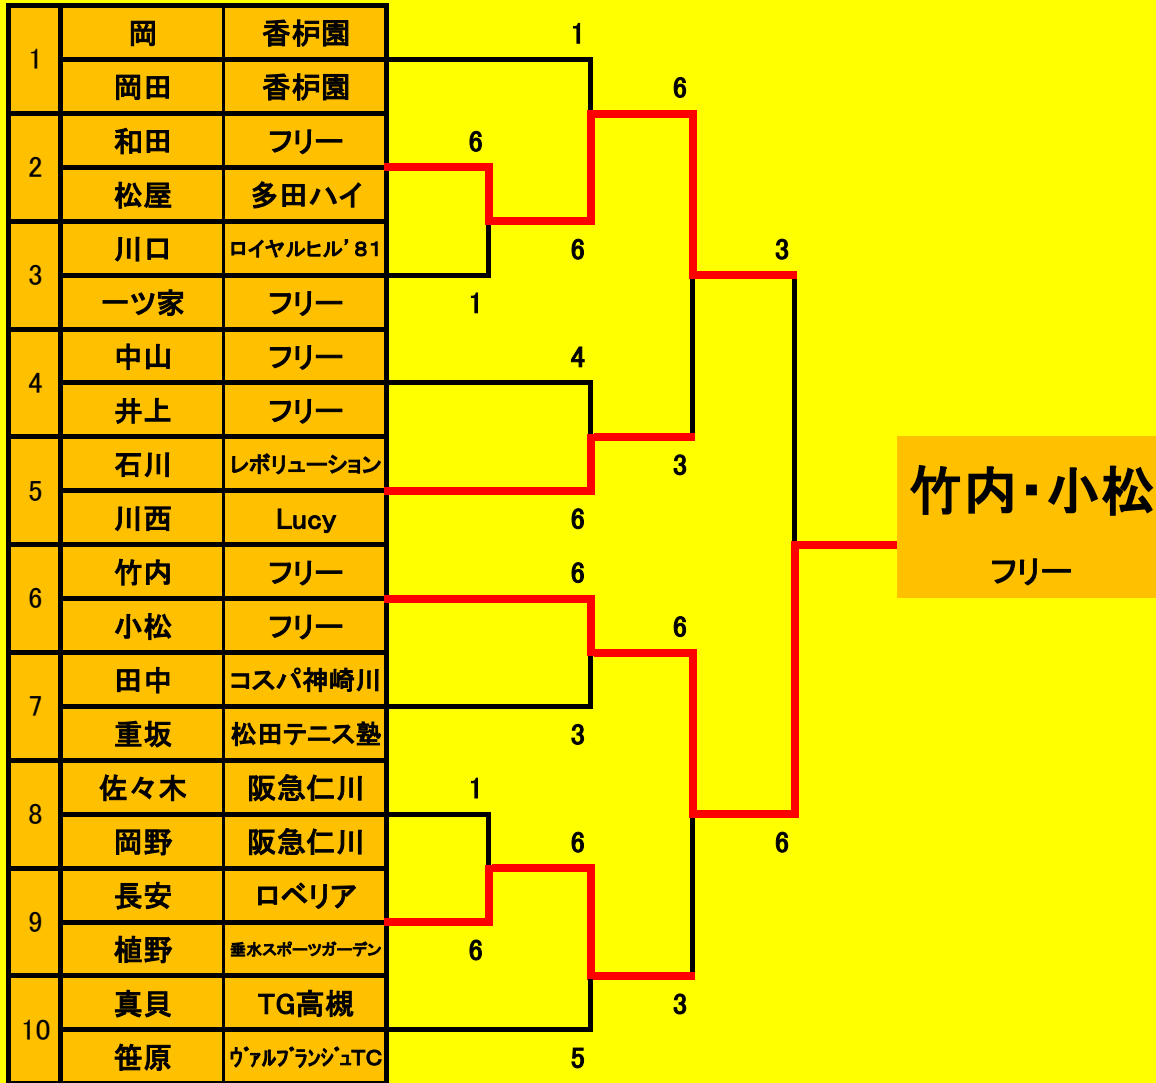 1
岡 香枦園
岡田 香枦園
1
2
和田 フリー
松屋 多田ハイ
6
6
3
川口 ロイヤルヒル'81
一ツ家 フリー
1
6
3
4
中山 フリー
井上 フリー
4
5
石川 レボリューション
川西 Lucy
6
3
竹内・小松
フリー
6
竹内 フリー
小松 フリー
6
6
7
田中 コスパ神崎川
重坂 松田テニス塾
3
8
佐々木 阪急仁川
岡野 阪急仁川
1
6
6
9
長安 ロベリア
植野 垂水スポーツガーデン
6
3
10
真貝 TG高槻
笹原 ヴァルブランジュTC
5